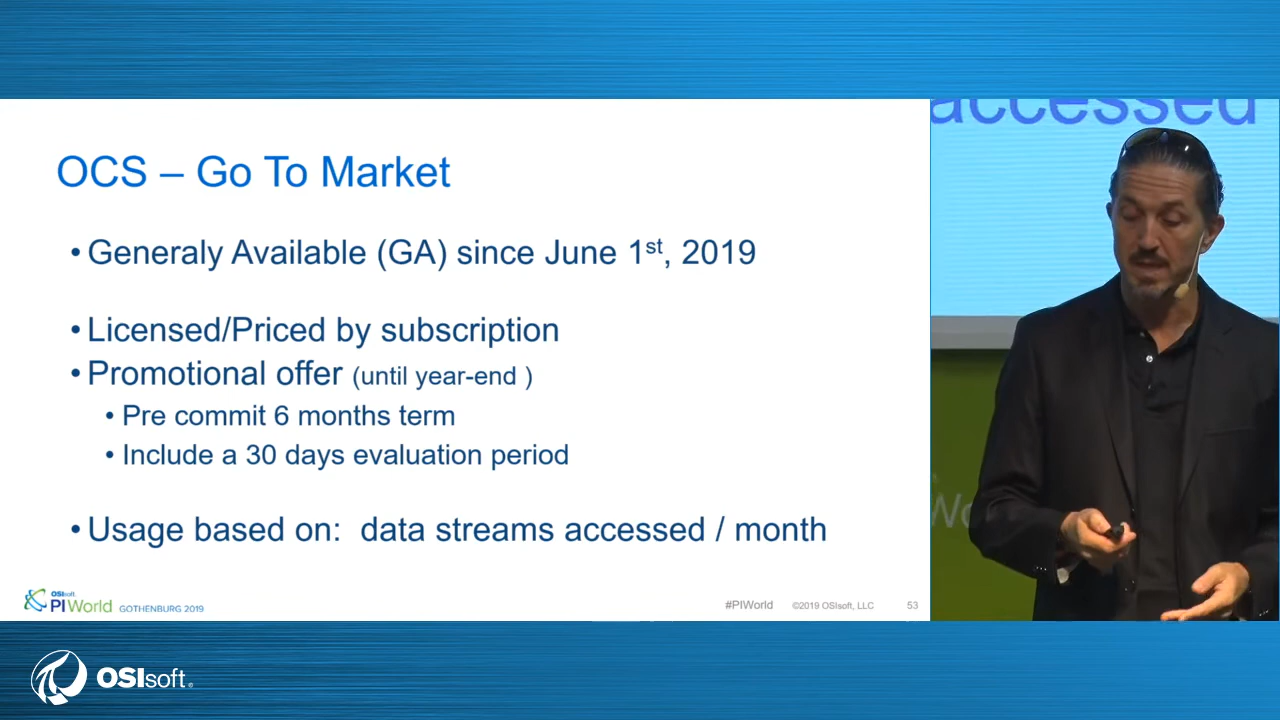 accessed
OCS – Go To Market
• Generaly Available (GA) since June 1st, 2019
• Licensed/Priced by subscription
• Promotional offer (until year-end )
• Pre commit 6 months term
• Include a 30 days evaluation period
• Usage based on: data streams accessed / month
OSIsoft.
PI World GOTHENBURG 2019
#PIWorld ©2019 OSIsoft, LLC 53
OSIsoft.